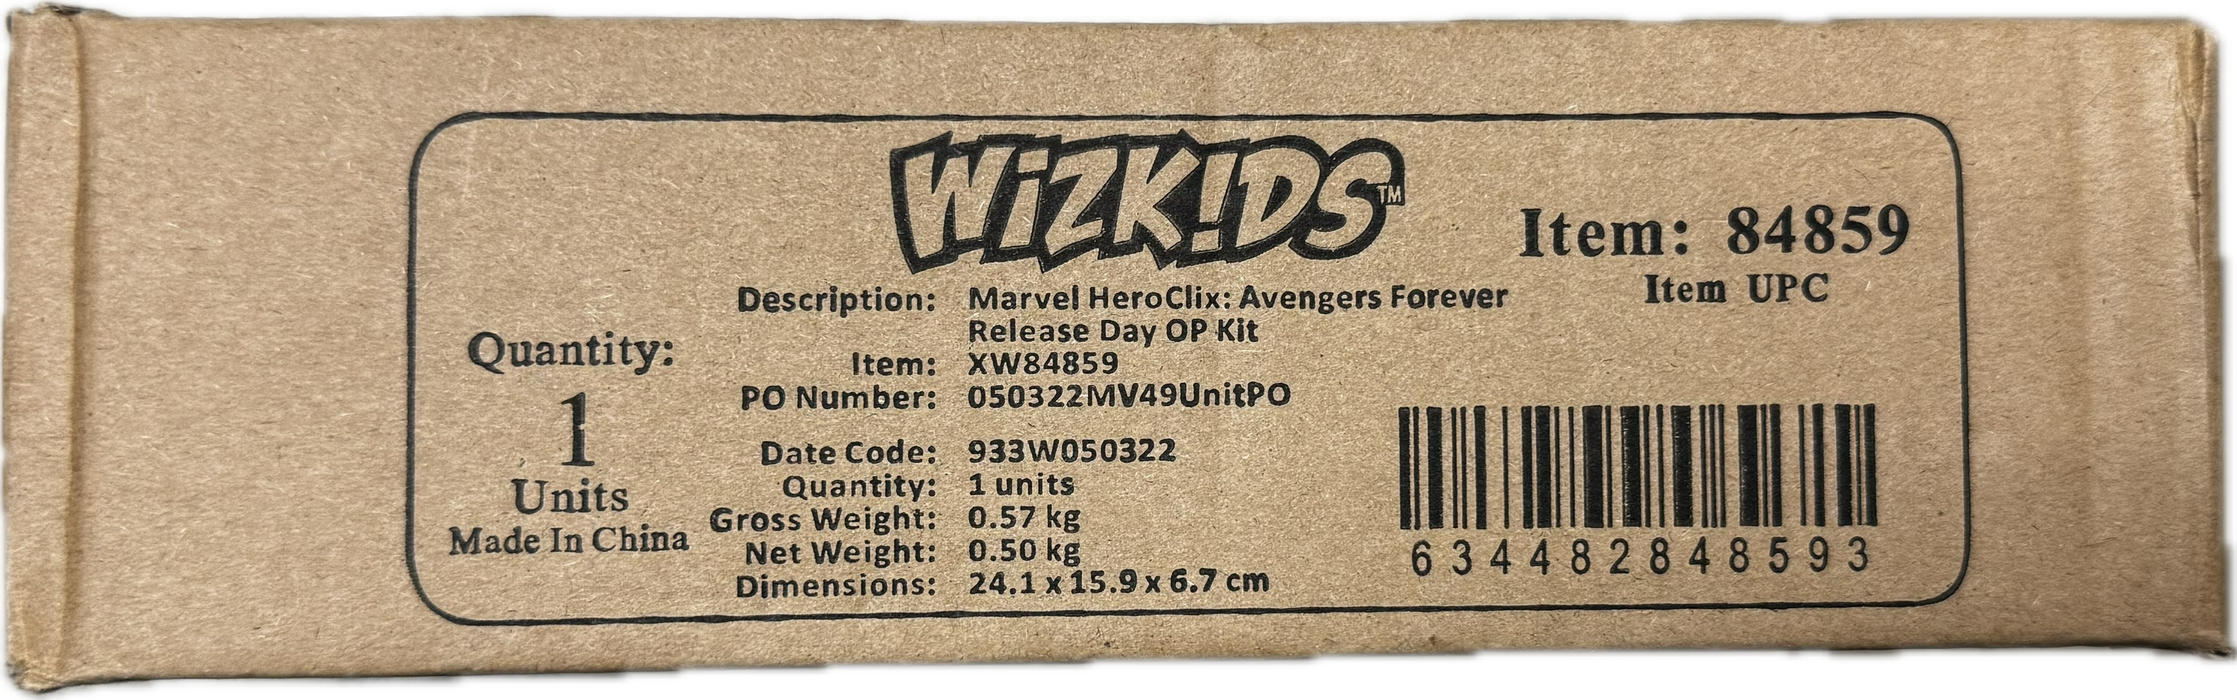 WiZK!DS™
Item: 84859
Item UPC
Description: Marvel HeroClix: Avengers Forever
Release Day OP Kit
Item: XW84859
PO Number: 050322MV49UnitPO
Date Code: 933W050322
Quantity: 1 units
Gross Weight: 0.57 kg
Net Weight: 0.50 kg
Dimensions: 24.1 x 15.9 x 6.7 cm
Quantity:
1
Units
Made In China
634482848593